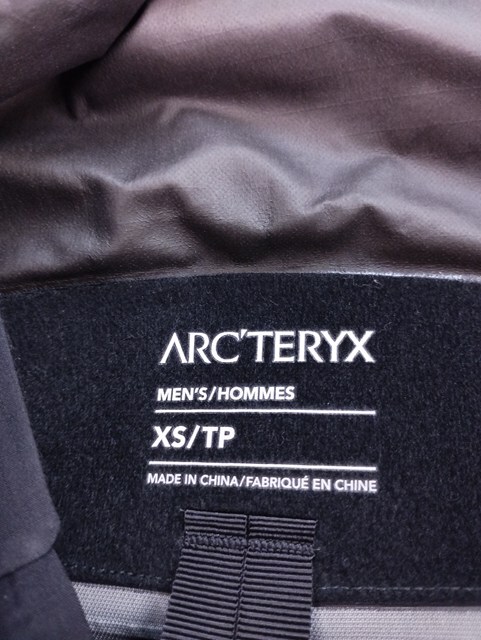 ARC'TERYX
MEN'S/HOMMES
XS/TP
MADE IN CHINA/FABRIQUÉ EN CHINE